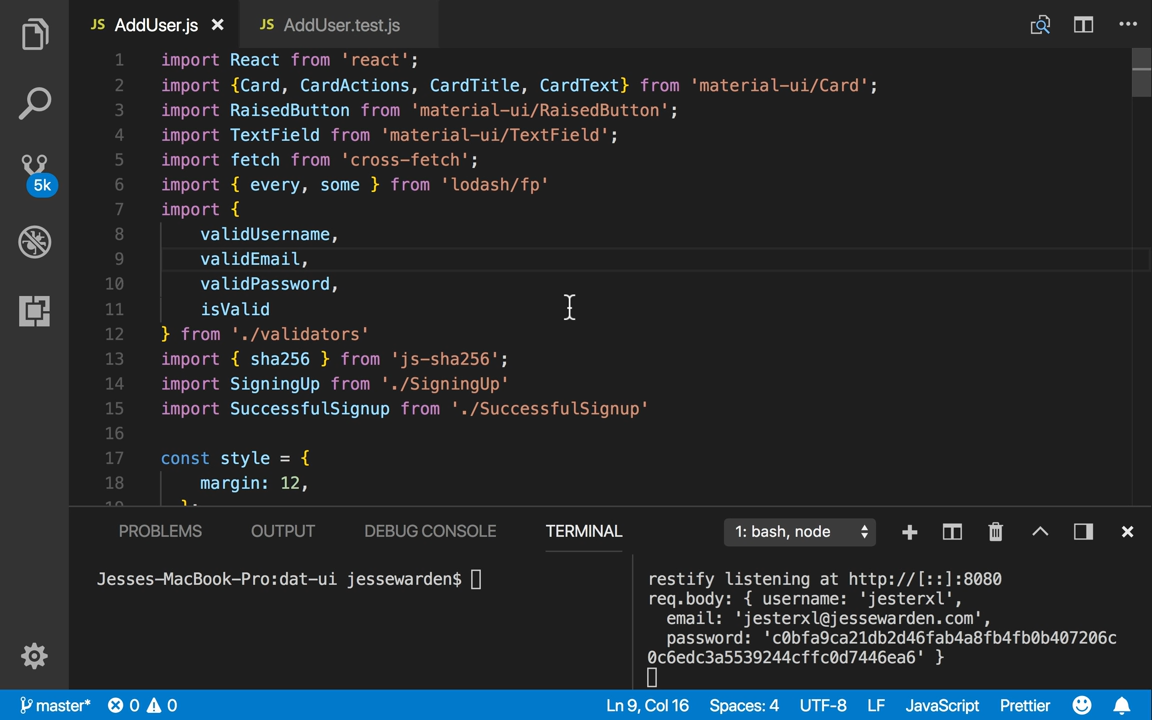 JS AddUser.js ×
JS AddUser.test.js
5k
1 import React from 'react';
2 import {Card, CardActions, CardTitle, CardText} from 'material-ui/Card';
3 import RaisedButton from 'material-ui/RaisedButton';
4 import TextField from 'material-ui/TextField';
5 import fetch from 'cross-fetch';
6 import { every, some } from 'lodash/fp'
7 import {
8 validUsername,
9 validEmail,
10 validPassword,
11 isValid
12 } from './validators'
13 import { sha256 } from 'js-sha256';
14 import SigningUp from './SigningUp'
15 import SuccessfulSignup from './SuccessfulSignup'
16
17 const style = {
18 margin: 12,
19 };
PROBLEMS OUTPUT DEBUG CONSOLE TERMINAL 1: bash, node
Jesses-MacBook-Pro:dat-ui jessewarden$
restify listening at http://[::]:8080
req.body: { username: 'jesterxl',
email: 'jesterxl@jessewarden.com',
password: 'c0bfa9ca21db2d46fab4a8fb4fb0b407206c
0c6edc3a5539244cffc0d7446ea6' }
master* 0 0 Ln 9, Col 16 Spaces: 4 UTF-8 LF JavaScript Prettier